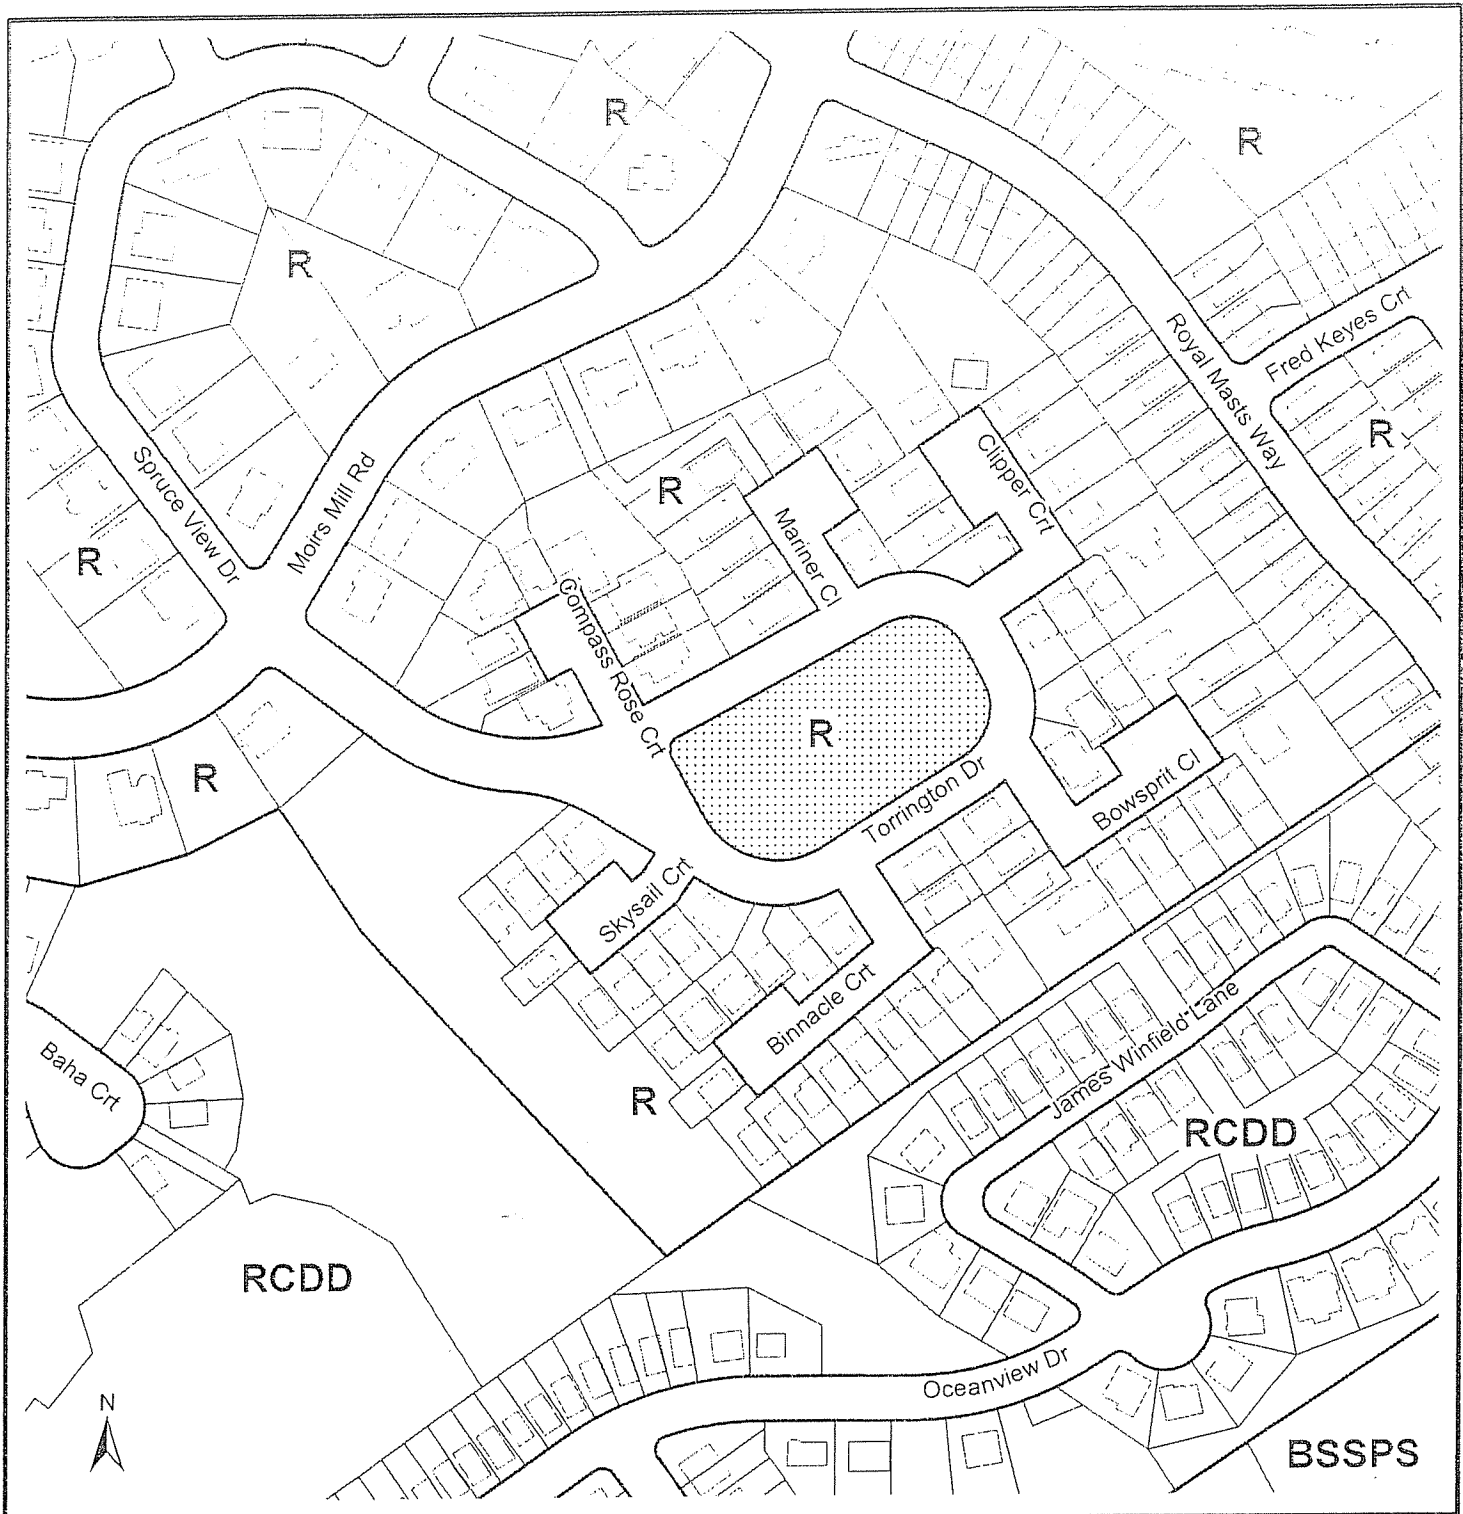 R
R
R
Royal Masts Way
Fred Keyes Crt
R
Spruce View Dr
Moirs Mill Rd
Clipper Crt
R
Mariner Cl
R
Compass Rose Crt
R
R
Torrington Dr
Bowsprit Cl
Skysail Crt
Binnacle Crt
James Winfield Lane
Baha Crt
R
RCDD
RCDD
Oceanview Dr
N
BSSPS